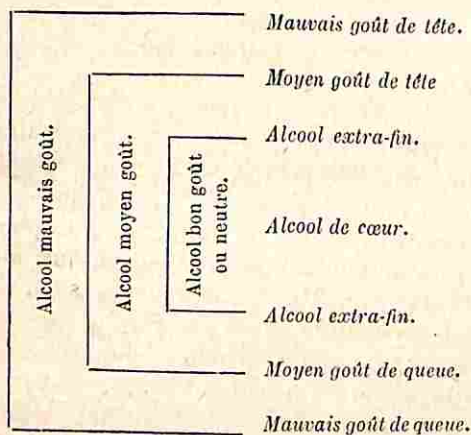 Mauvais goût de tête.
Moyen goût de tête
Alcool extra-fin.
Alcool de cœur.
Alcool extra-fin.
Moyen goût de queue.
Mauvais goût de queue.
Alcool mauvais goût.
Alcool moyen goût.
Alcool bon goût
ou neutre.